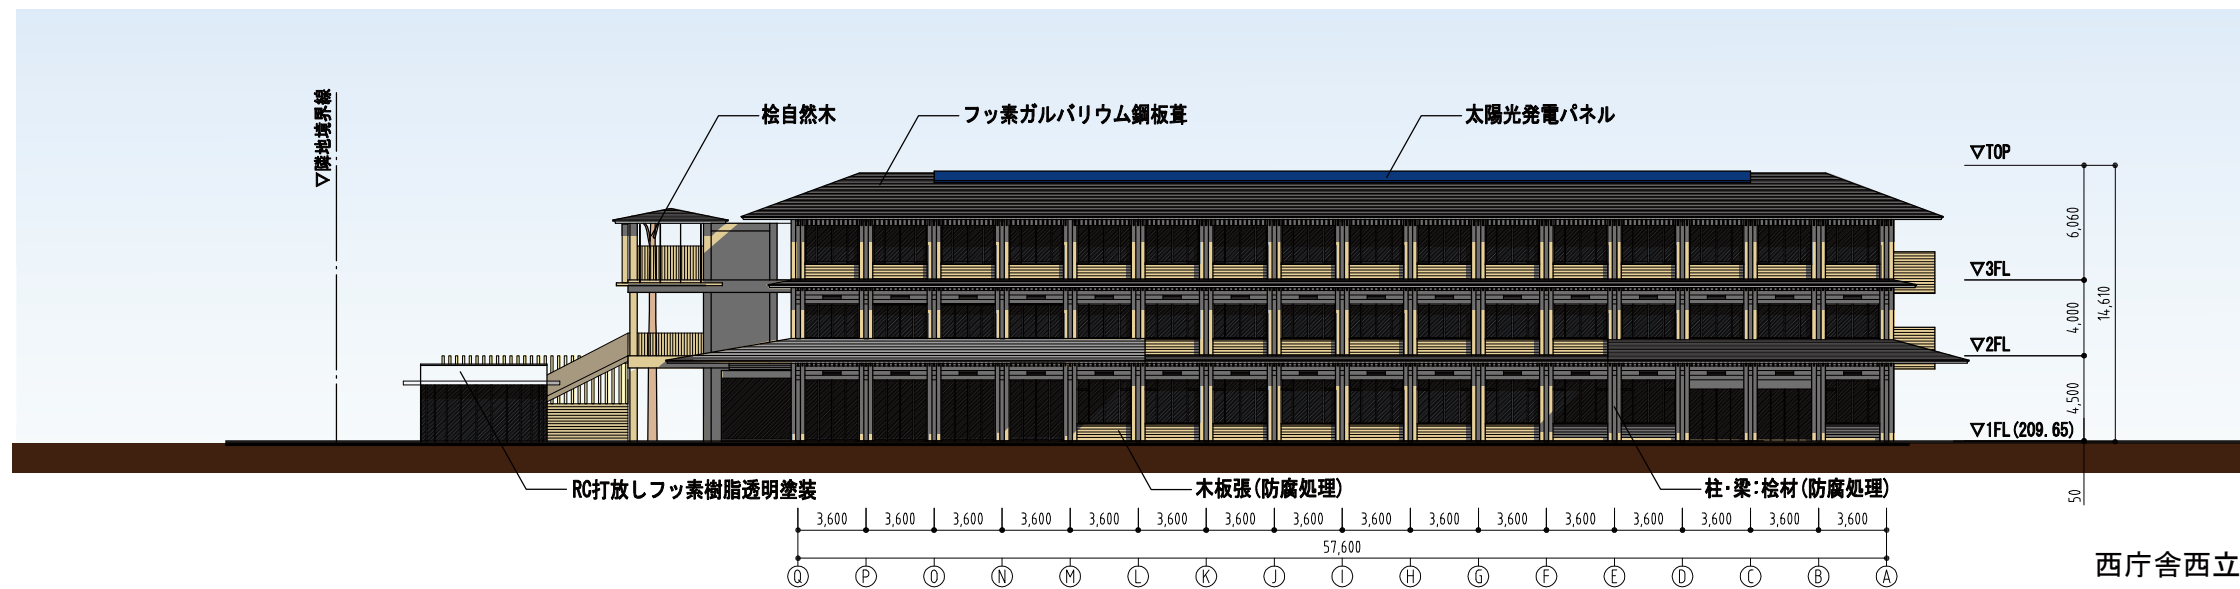 ▽隣地境界線
桧自然木
フッ素ガルバリウム鋼板葺
太陽光発電パネル
▽TOP
6,060
▽3FL
4,000
14,610
▽2FL
4,500
▽1FL(209.65)
50
RC打放しフッ素樹脂透明塗装
木板張(防腐処理)
柱・梁:桧材(防腐処理)
3,600 3,600 3,600 3,600 3,600 3,600 3,600 3,600 3,600 3,600 3,600 3,600 3,600 3,600 3,600 3,600
57,600
Q P O N M L K J I H G F E D C B A
西庁舎西立